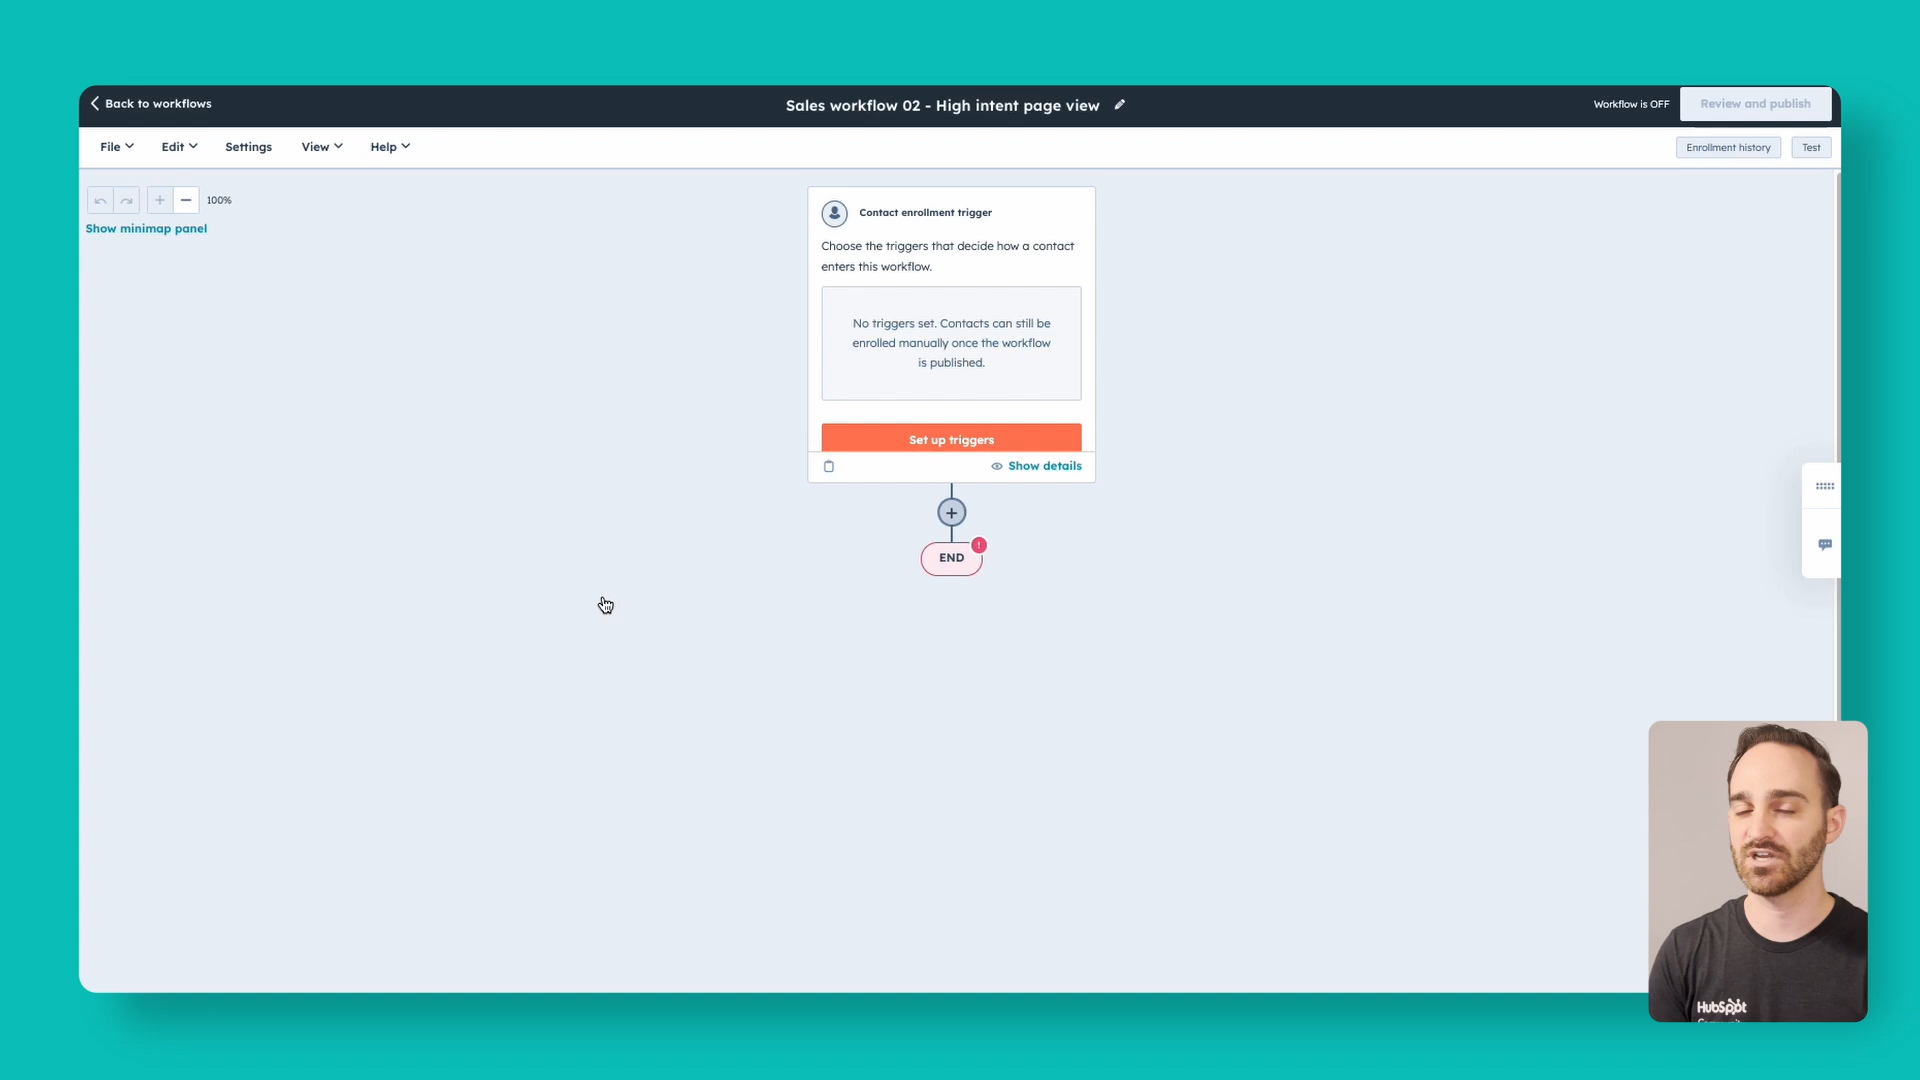 Back to workflows
Sales workflow 02 - High intent page view
Workflow is OFF
Review and publish
File
Edit
Settings
View
Help
Enrollment history
Test
100%
Show minimap panel
Contact enrollment trigger
Choose the triggers that decide how a contact
enters this workflow.
No triggers set. Contacts can still be
enrolled manually once the workflow
is published.
Set up triggers
Show details
+
END
!
HubSpot